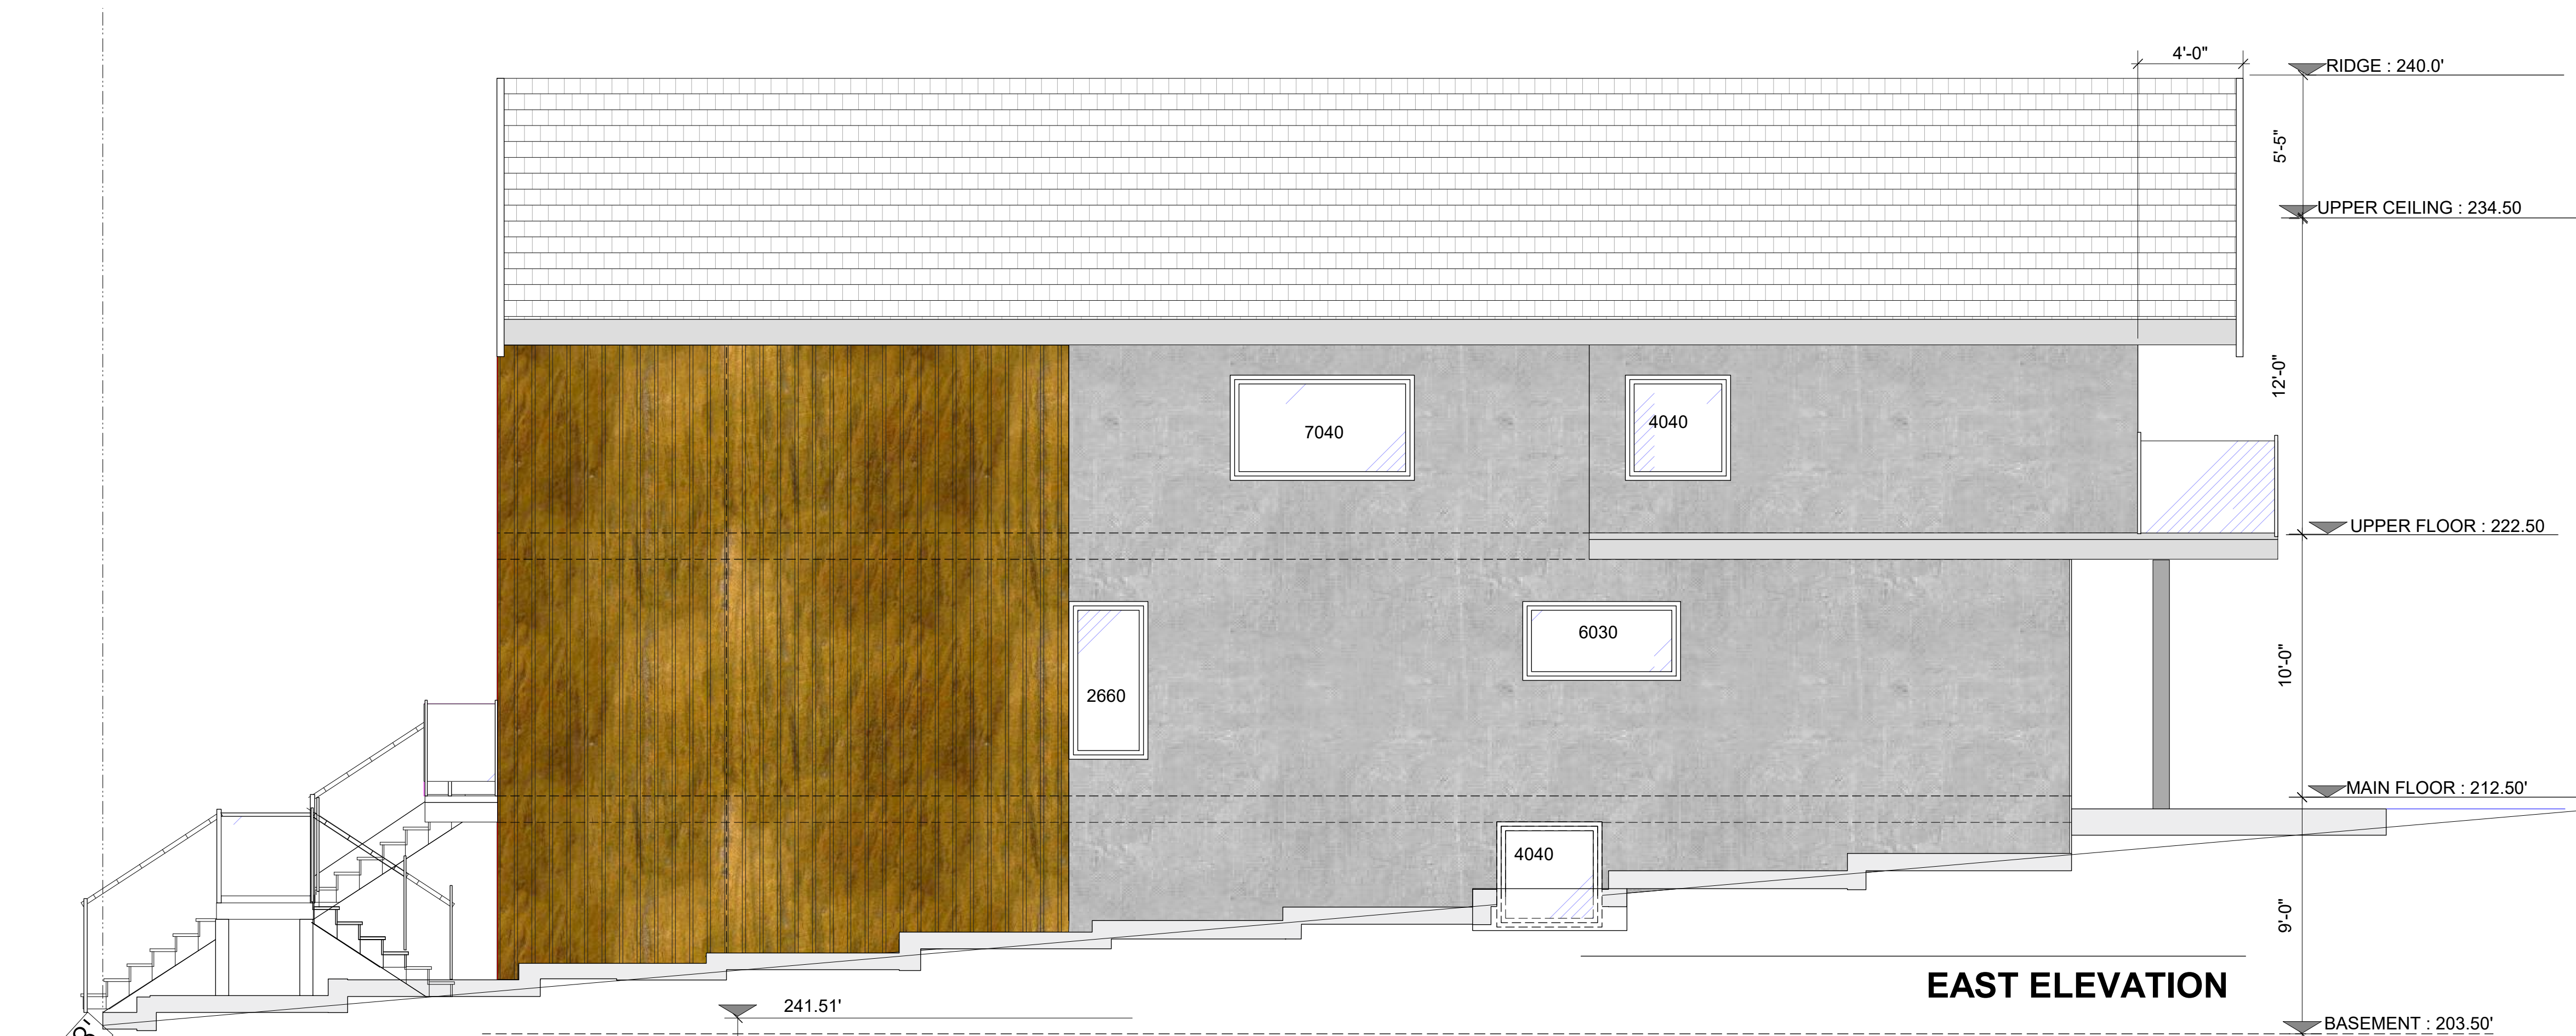 4'-0"
RIDGE : 240.0'
5'-5"
UPPER CEILING : 234.50
12'-0"
7040
4040
UPPER FLOOR : 222.50
2660
6030
10'-0"
MAIN FLOOR : 212.50'
4040
9'-0"
EAST ELEVATION
241.51'
BASEMENT : 203.50'